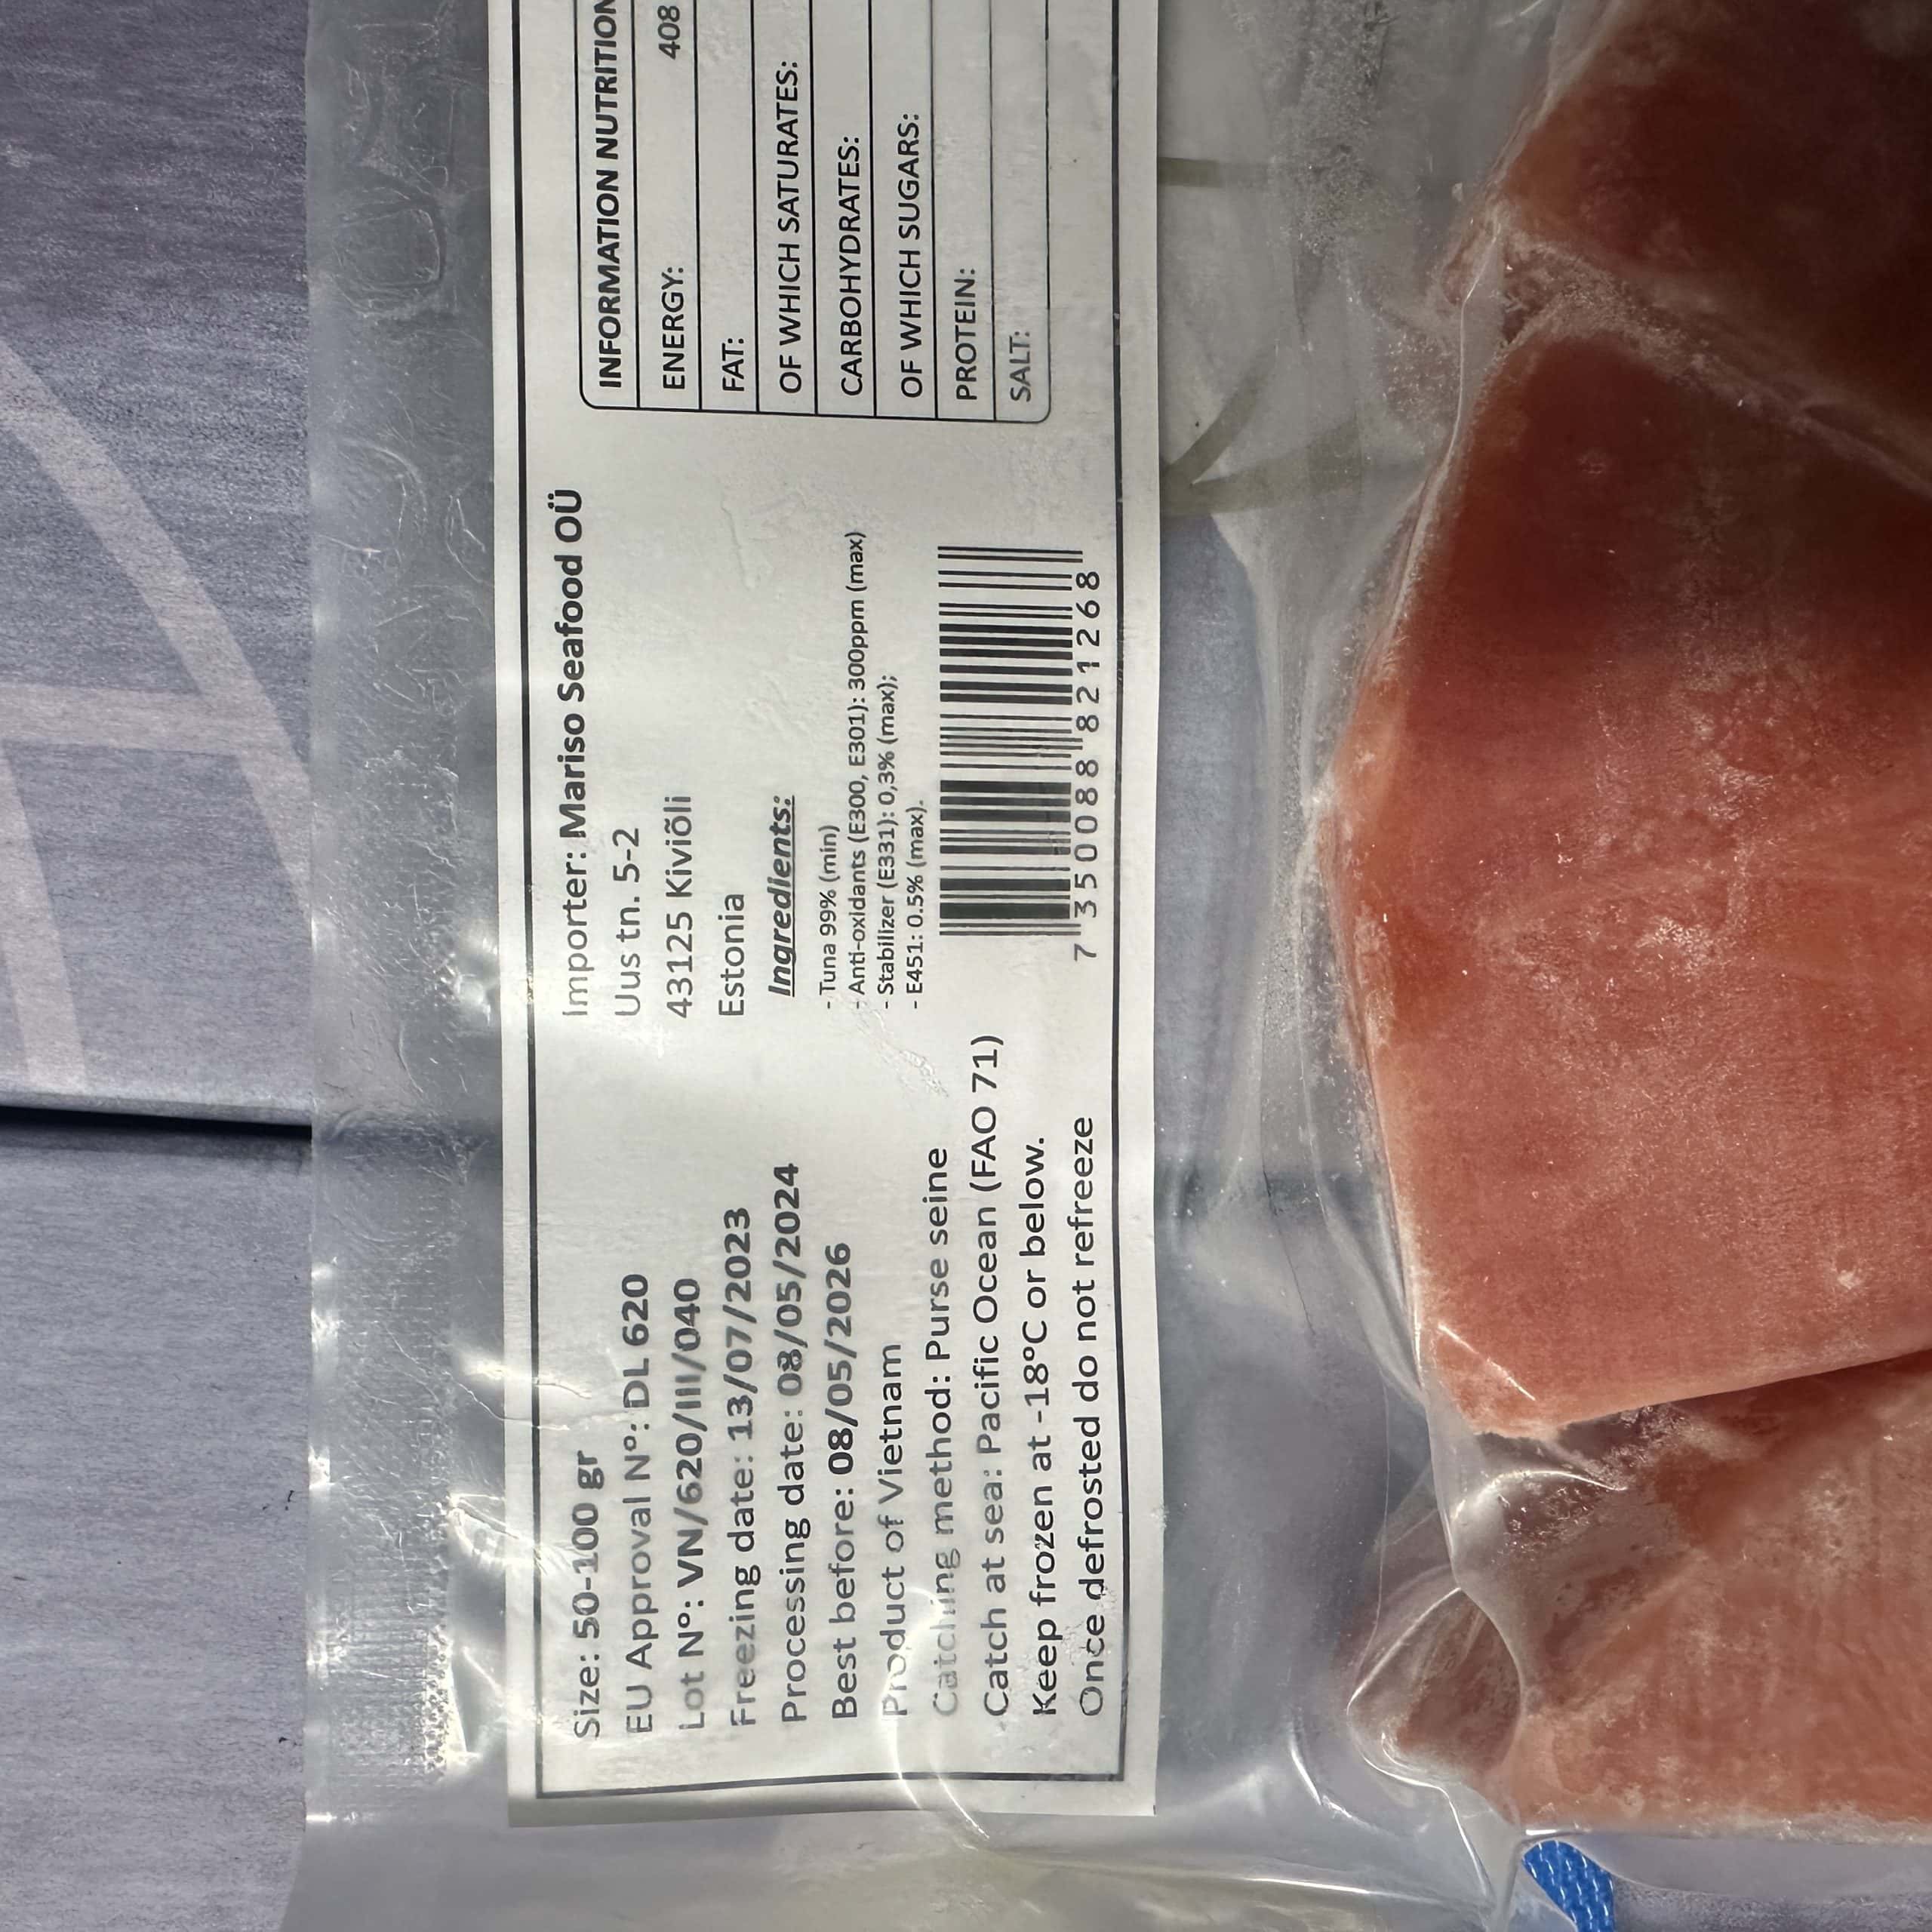 Size: 50-100 gr
EU Approval Nº: DL 620
Lot Nº: VN/620/III/040
Freezing date: 13/07/2023
Processing date: 08/05/2024
Best before: 08/05/2026
Product of Vietnam
Catching method: Purse seine
Catch at sea: Pacific Ocean (FAO 71)
Keep frozen at -18ºC or below.
Once defrosted do not refreeze
Importer: Mariso Seafood OÜ
Uus tn. 5-2
43125 Kiviõli
Estonia
Ingredients:
- Tuna 99% (min)
- Anti-oxidants (E300, E301): 300ppm (max)
- Stabilizer (E331): 0,3% (max);
- E451: 0.5% (max).
7 350088 821268
INFORMATION NUTRITION
ENERGY: 408
FAT:
OF WHICH SATURATES:
CARBOHYDRATES:
OF WHICH SUGARS:
PROTEIN:
SALT: